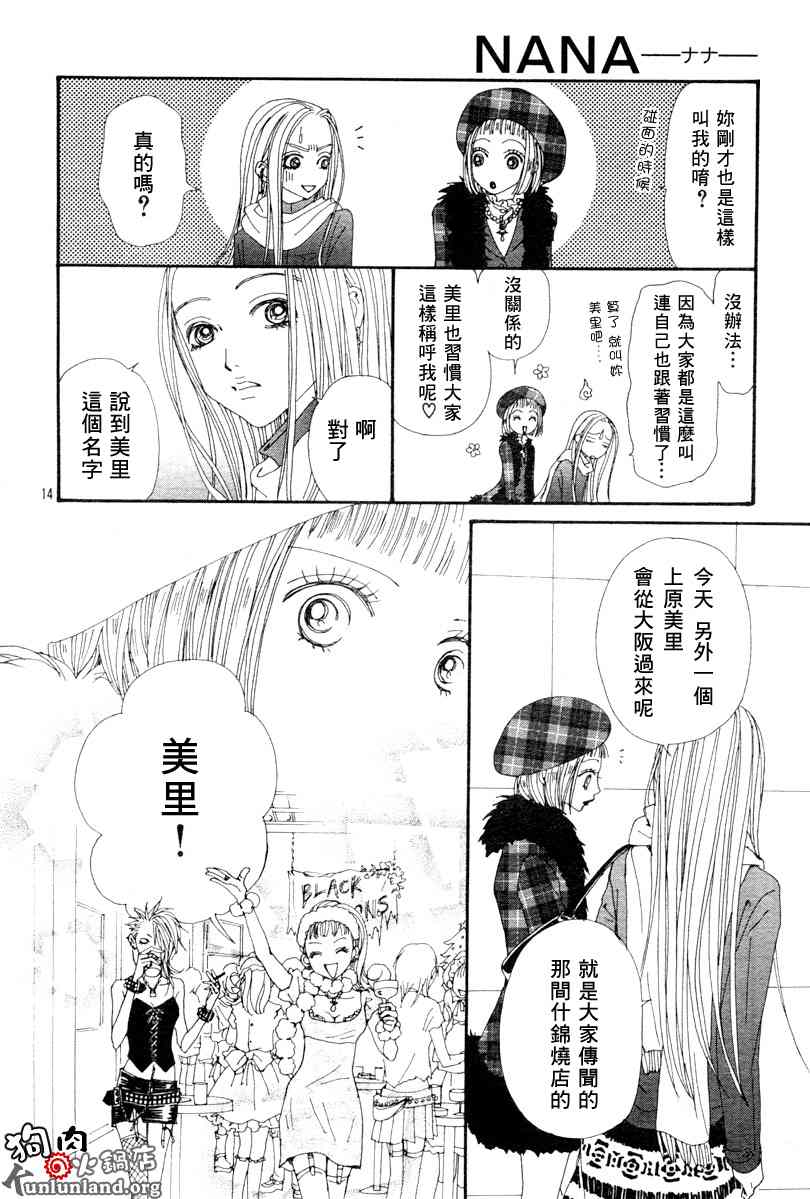 NANA ——ナナ——
妳剛才也是這樣
叫我的唷？
碰面的時候
真的嗎？
沒辦法…
因為大家都是這麼叫
連自己也跟著習慣了…
算了 就叫妳
美里吧……
沒關係的
美里也習慣大家
這樣稱呼我呢♡
啊
對了
說到美里
這個名字
14
今天 另外一個
上原美里
會從大阪過來呢
就是大家傳聞的
那間什錦燒店的
美里！
BLACK
ONS
狗肉
火鍋店
Kunlunland.org